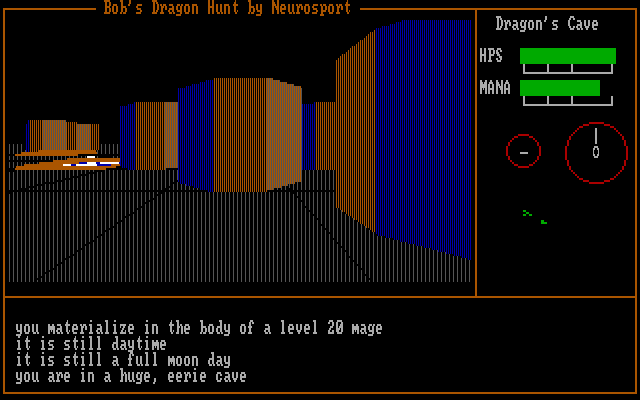 Bob's Dragon Hunt by Neurosport
Dragon's Cave
HPS
MANA
0
you materialize in the body of a level 20 mage
it is still daytime
it is still a full moon day
you are in a huge, eerie cave